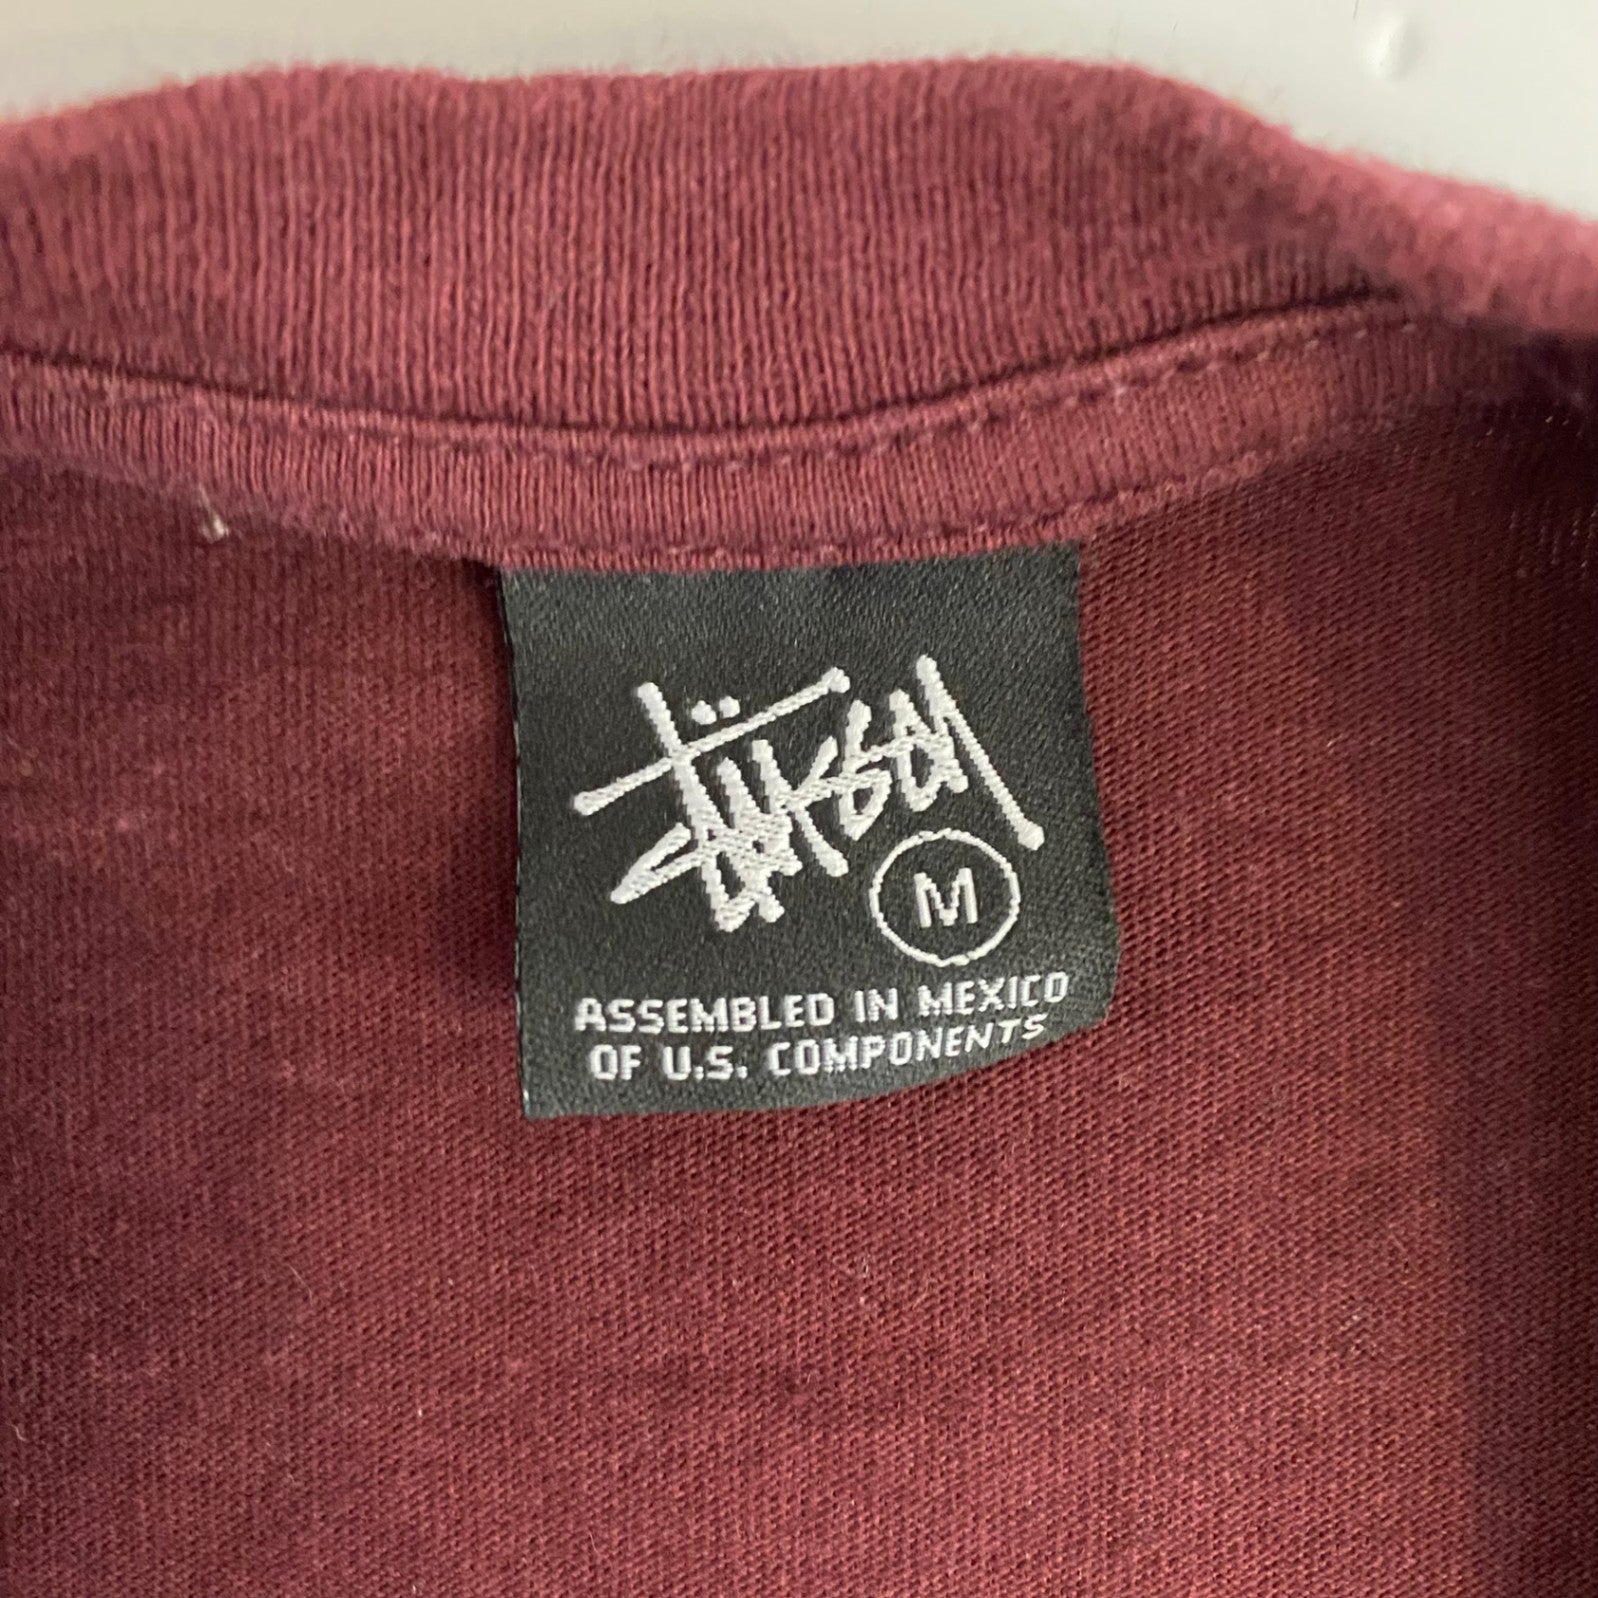 Stüssy
M
ASSEMBLED IN MEXICO
OF U.S. COMPONENTS